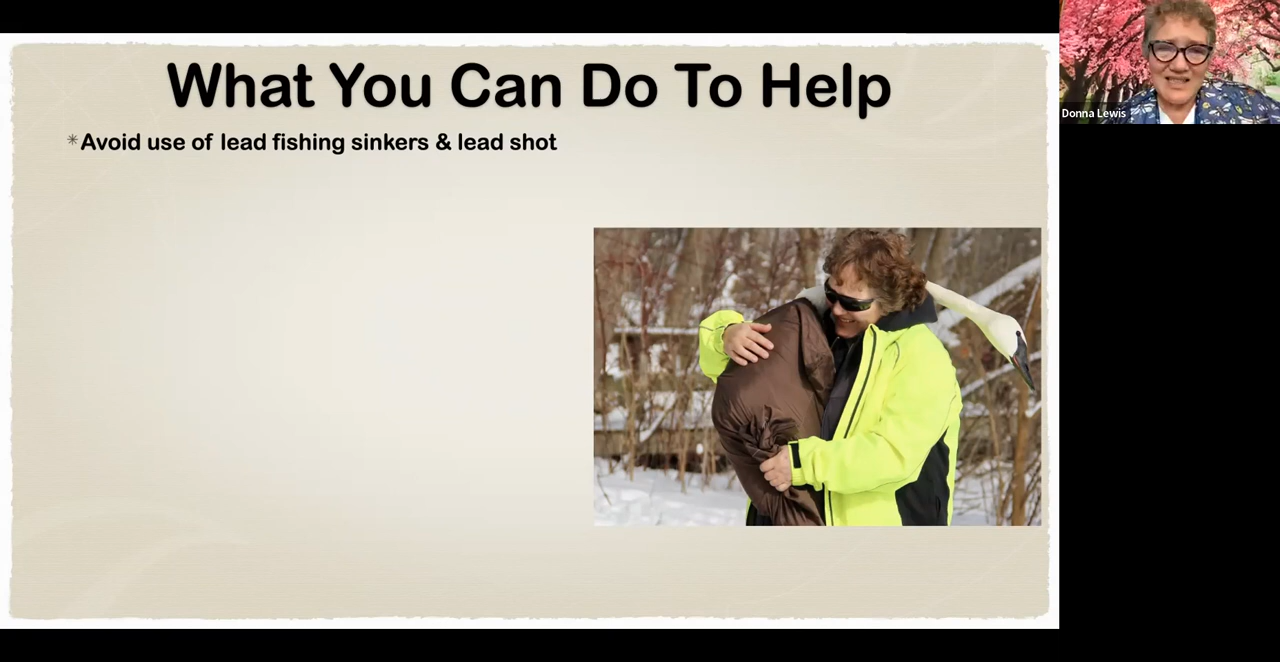 What You Can Do To Help
Avoid use of lead fishing sinkers & lead shot
Donna Lewis